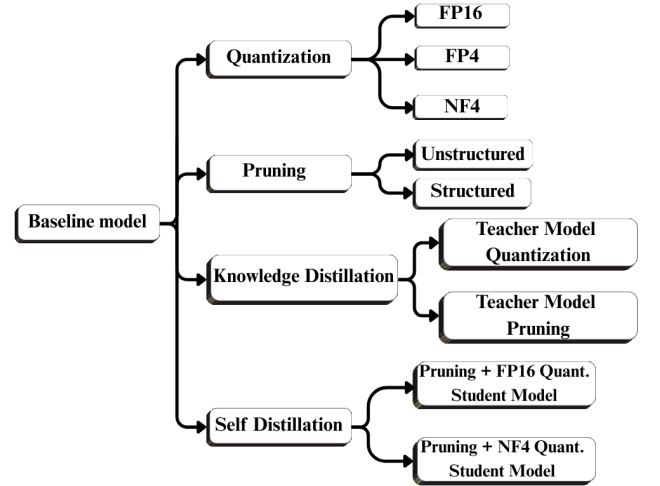 FP16
Quantization
FP4
NF4
Unstructured
Pruning
Structured
Baseline model
Teacher Model
Quantization
Knowledge Distillation
Teacher Model
Pruning
Pruning + FP16 Quant.
Student Model
Self Distillation
Pruning + NF4 Quant.
Student Model